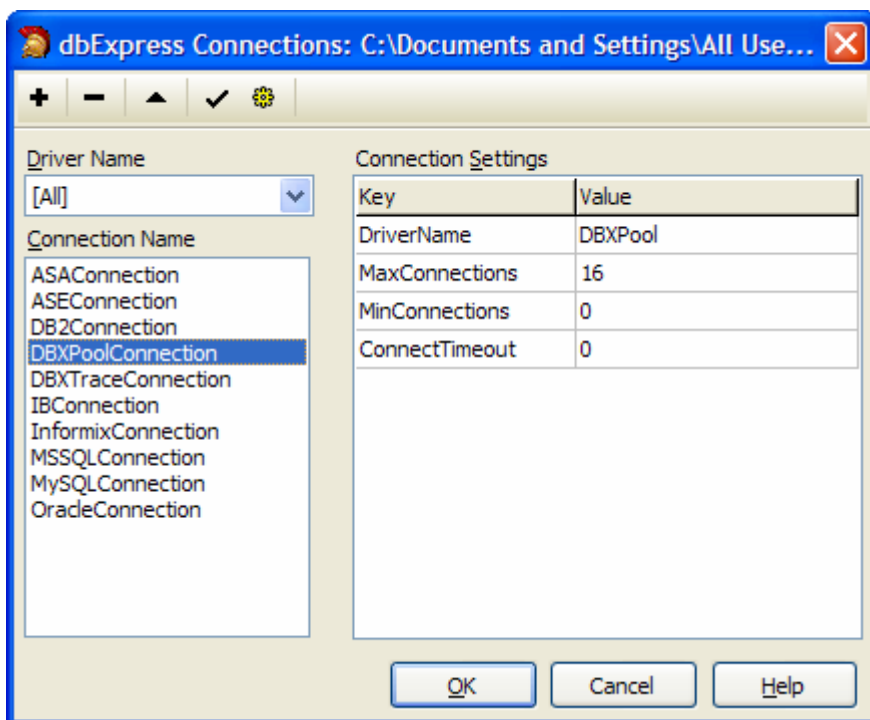 dbExpress Connections: C:\Documents and Settings\All Use...
Driver Name
[All]
Connection Name
ASAConnection
ASEConnection
DB2Connection
DBXPoolConnection
DBXTraceConnection
IBConnection
InformixConnection
MSSQLConnection
MySQLConnection
OracleConnection
Connection Settings
Key Value
DriverName DBXPool
MaxConnections 16
MinConnections 0
ConnectTimeout 0
OK Cancel Help